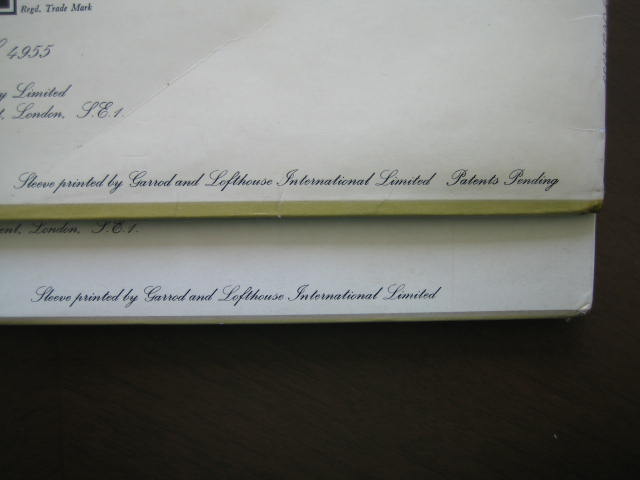 Regd. Trade Mark
4955
y Limited
t, London, S.E.1.
Sleeve printed by Garrod and Lofthouse International Limited Patents Pending
ent, London, S.E.1.
Sleeve printed by Garrod and Lofthouse International Limited